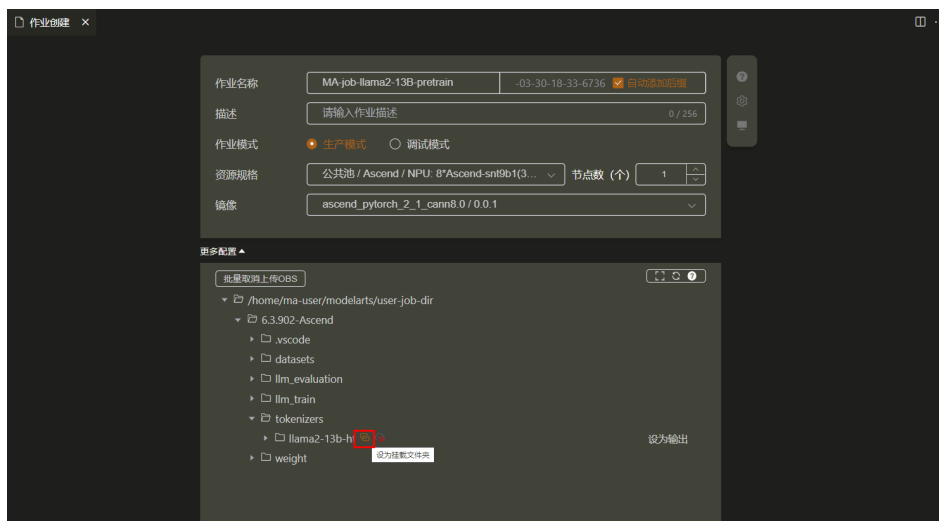 作业创建 ×
作业名称 MA-job-llama2-13B-pretrain -03-30-18-33-6736 自动添加后缀
描述 请输入作业描述 0 / 256
作业模式 生产模式 调试模式
资源规格 公共池 / Ascend / NPU: 8*Ascend-snt9b1(3... 节点数 (个) 1
镜像 ascend_pytorch_2_1_cann8.0 / 0.0.1
更多配置
批量取消上传OBS
/home/ma-user/modelarts/user-job-dir
6.3.902-Ascend
.vscode
datasets
llm_evaluation
llm_train
tokenizers
llama2-13b-h 设为输出
设为挂载文件夹
weight